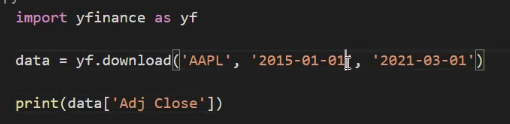 import yfinance as yf
data = yf.download('AAPL', '2015-01-01', '2021-03-01')
print(data['Adj Close'])